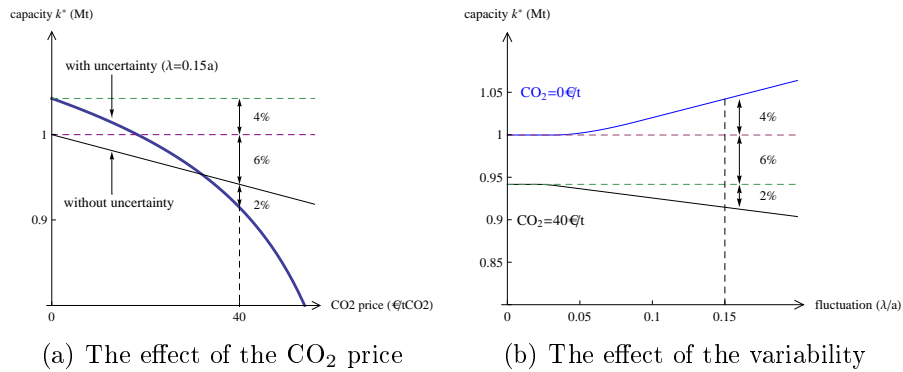 capacity k* (Mt)
with uncertainty (λ=0.15a)
4%
1
6%
without uncertainty
2%
0.9
CO2 price (€/tCO2)
0
40
(a) The effect of the CO₂ price
capacity k* (Mt)
1.05
CO₂=0€/t
4%
1
6%
0.95
2%
0.9
CO₂=40€/t
0.85
fluctuation (λ/a)
0
0.05
0.1
0.15
(b) The effect of the variability